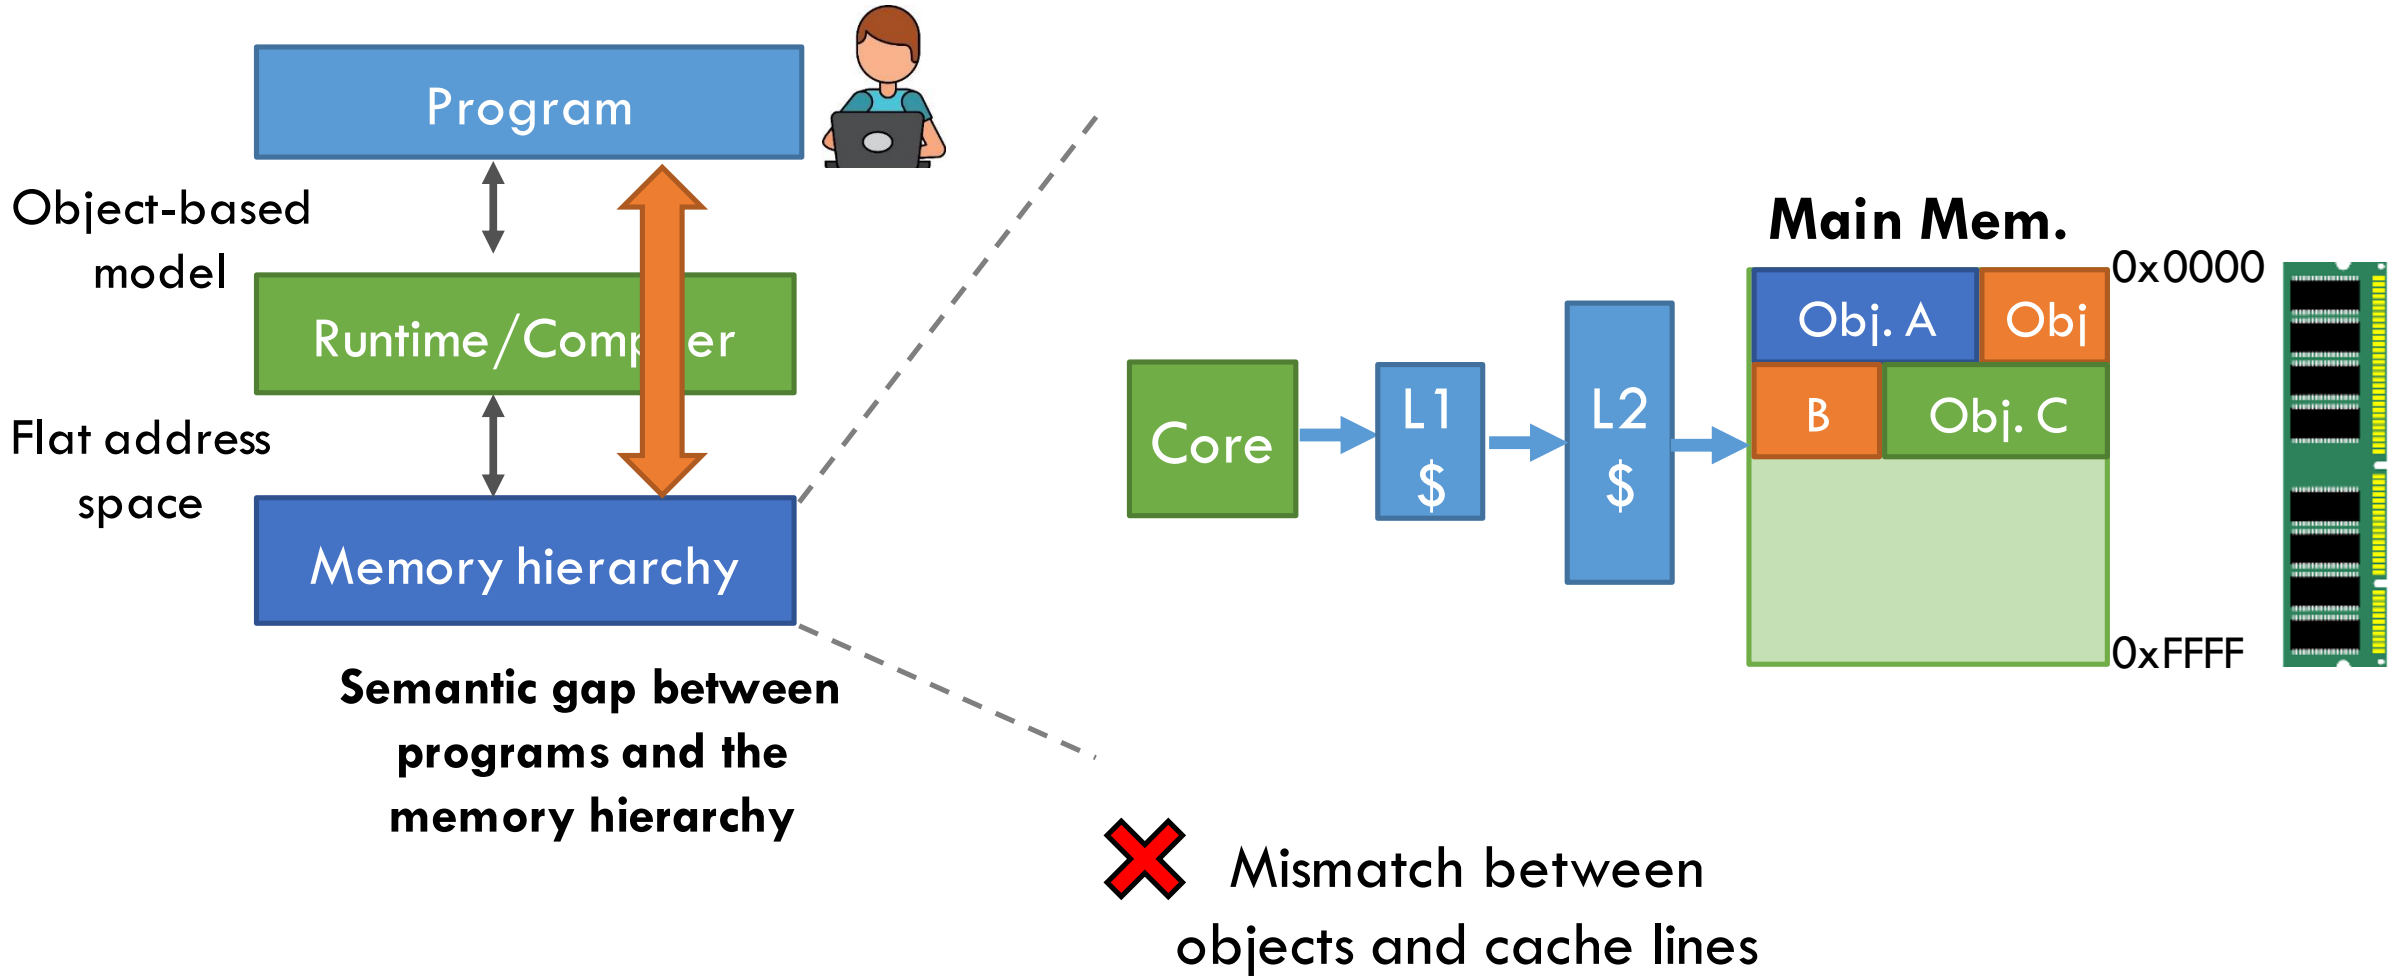 Program
Object-based
model
Runtime/Comp er
Flat address
space
Memory hierarchy
Semantic gap between
programs and the
memory hierarchy
Core
L1
$
L2
$
Main Mem.
0x0000
Obj. A
Obj
B
Obj. C
0xFFFF
Mismatch between
objects and cache lines